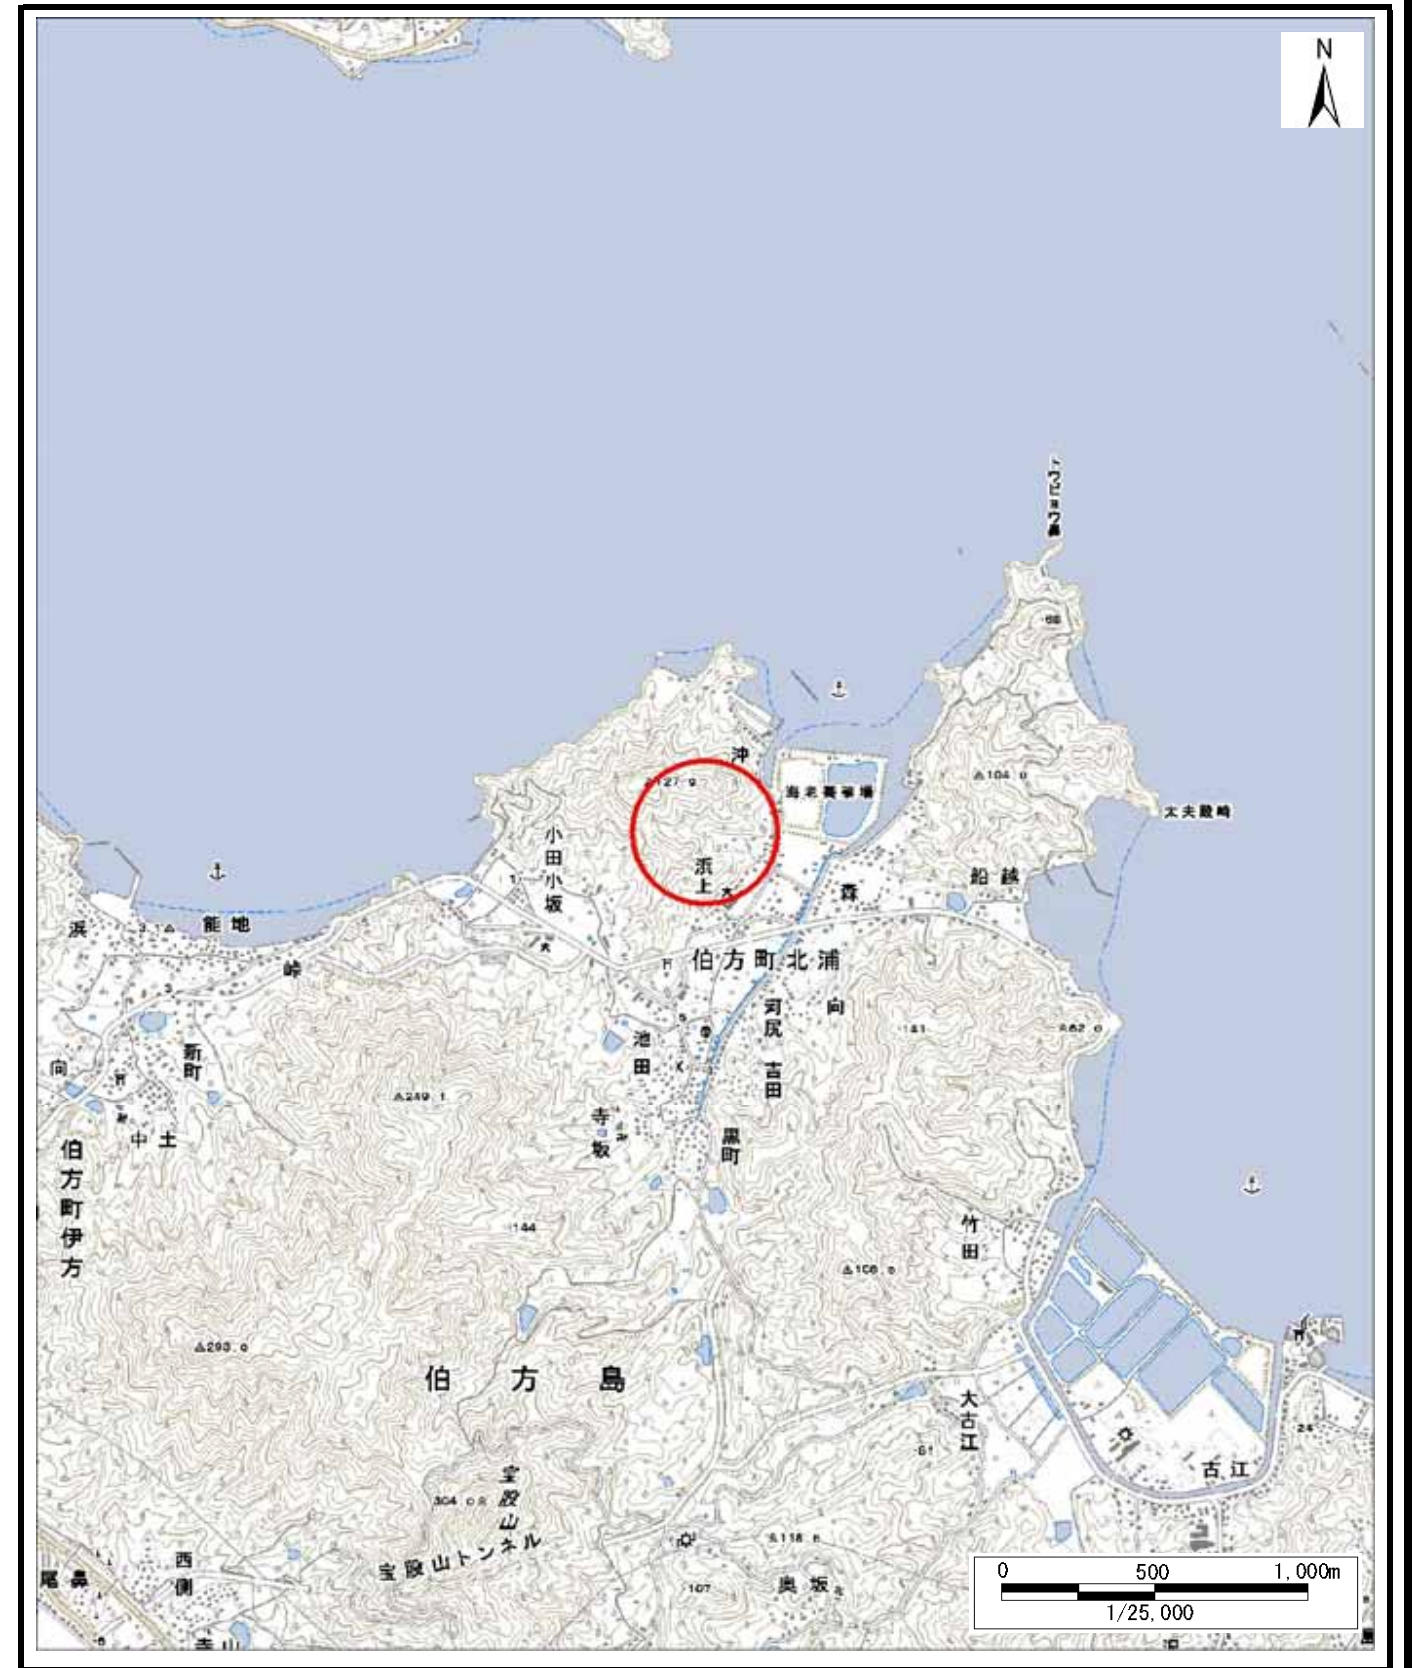 N
トウビョウ鼻
68
沖
127.9
104.0
海老養殖場
太夫殿崎
小田小坂
浜上
船越
森
浜
3.1
能地
峠
伯方町北浦
河尻
向
141
62.0
新町
池田
吉田
向
249.1
中土
寺坂
黒町
伯方町伊方
144
竹田
106.
293.
伯方島
大古江
61
24
古江
宝股山
304.
宝股山トンネル
118.
西側
尾鼻
107
奥坂
寺山
0 500 1,000m
1/25,000